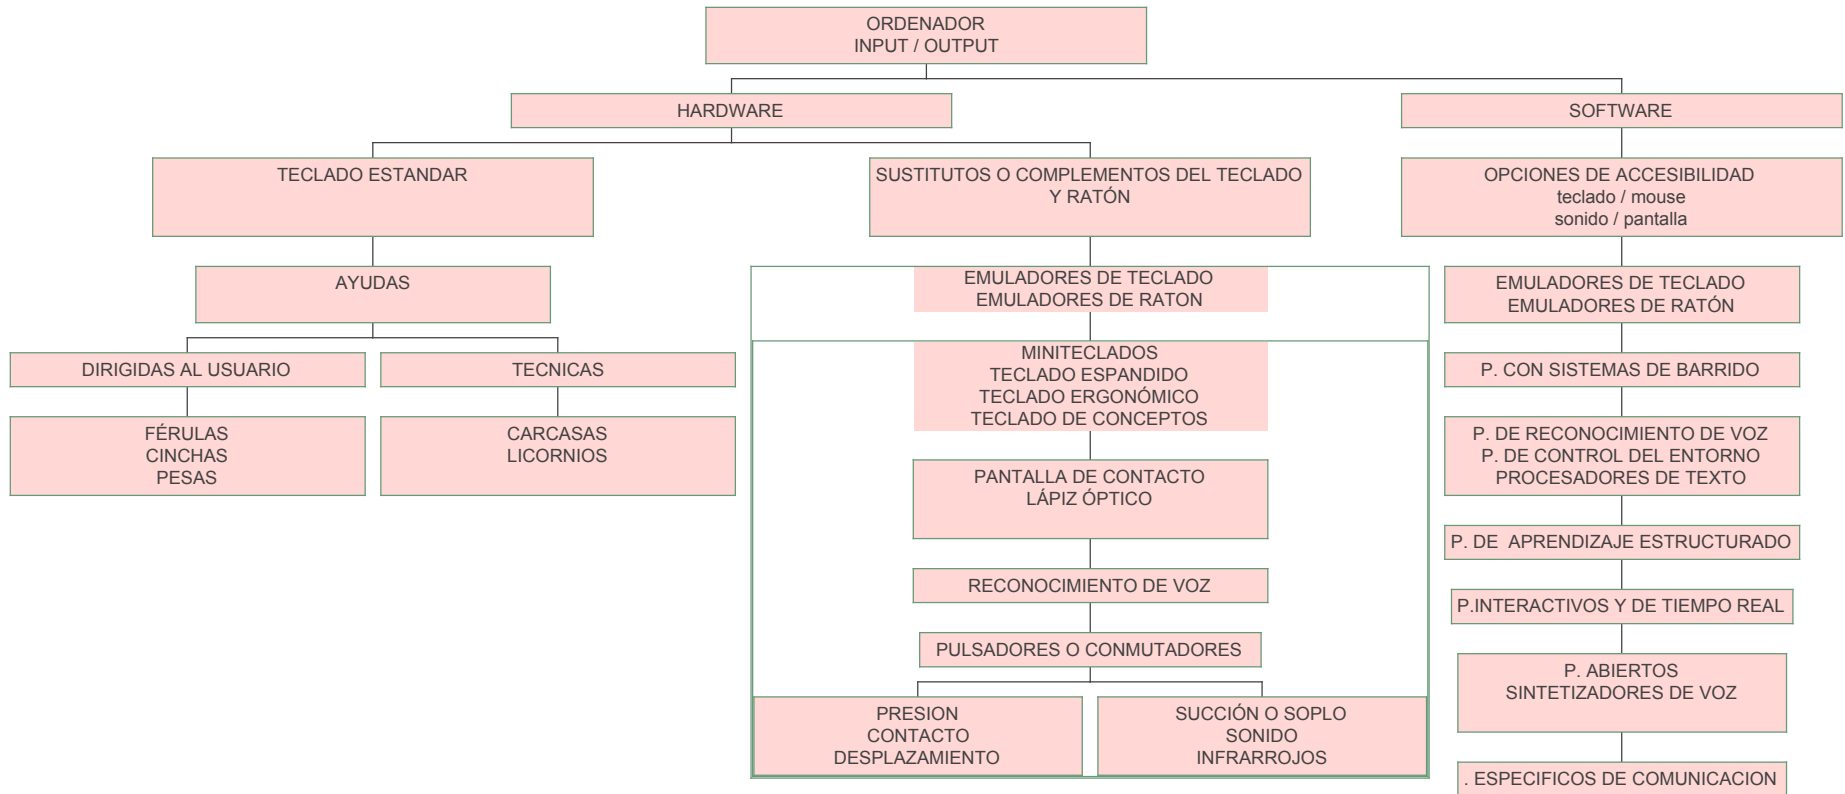 ORDENADOR
INPUT / OUTPUT
HARDWARE
SOFTWARE
TECLADO ESTANDAR
SUSTITUTOS O COMPLEMENTOS DEL TECLADO
Y RATÓN
OPCIONES DE ACCESIBILIDAD
teclado / mouse
sonido / pantalla
AYUDAS
EMULADORES DE TECLADO
EMULADORES DE RATON
EMULADORES DE TECLADO
EMULADORES DE RATÓN
DIRIGIDAS AL USUARIO
TECNICAS
MINITECLADOS
TECLADO ESPANDIDO
TECLADO ERGONÓMICO
TECLADO DE CONCEPTOS
P. CON SISTEMAS DE BARRIDO
FÉRULAS
CINCHAS
PESAS
CARCASAS
LICORNIOS
P. DE RECONOCIMIENTO DE VOZ
P. DE CONTROL DEL ENTORNO
PROCESADORES DE TEXTO
PANTALLA DE CONTACTO
LÁPIZ ÓPTICO
P. DE APRENDIZAJE ESTRUCTURADO
RECONOCIMIENTO DE VOZ
P.INTERACTIVOS Y DE TIEMPO REAL
PULSADORES O CONMUTADORES
P. ABIERTOS
SINTETIZADORES DE VOZ
PRESION
CONTACTO
DESPLAZAMIENTO
SUCCIÓN O SOPLO
SONIDO
INFRARROJOS
. ESPECIFICOS DE COMUNICACION